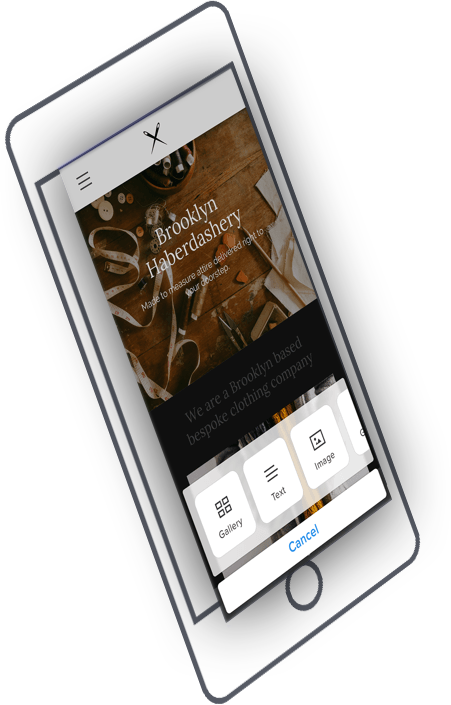 Brooklyn
Haberdashery
Made to measure attire delivered right to
your doorstep.
We are a Brooklyn based
bespoke clothing company
Gallery
Text
Image
Cancel